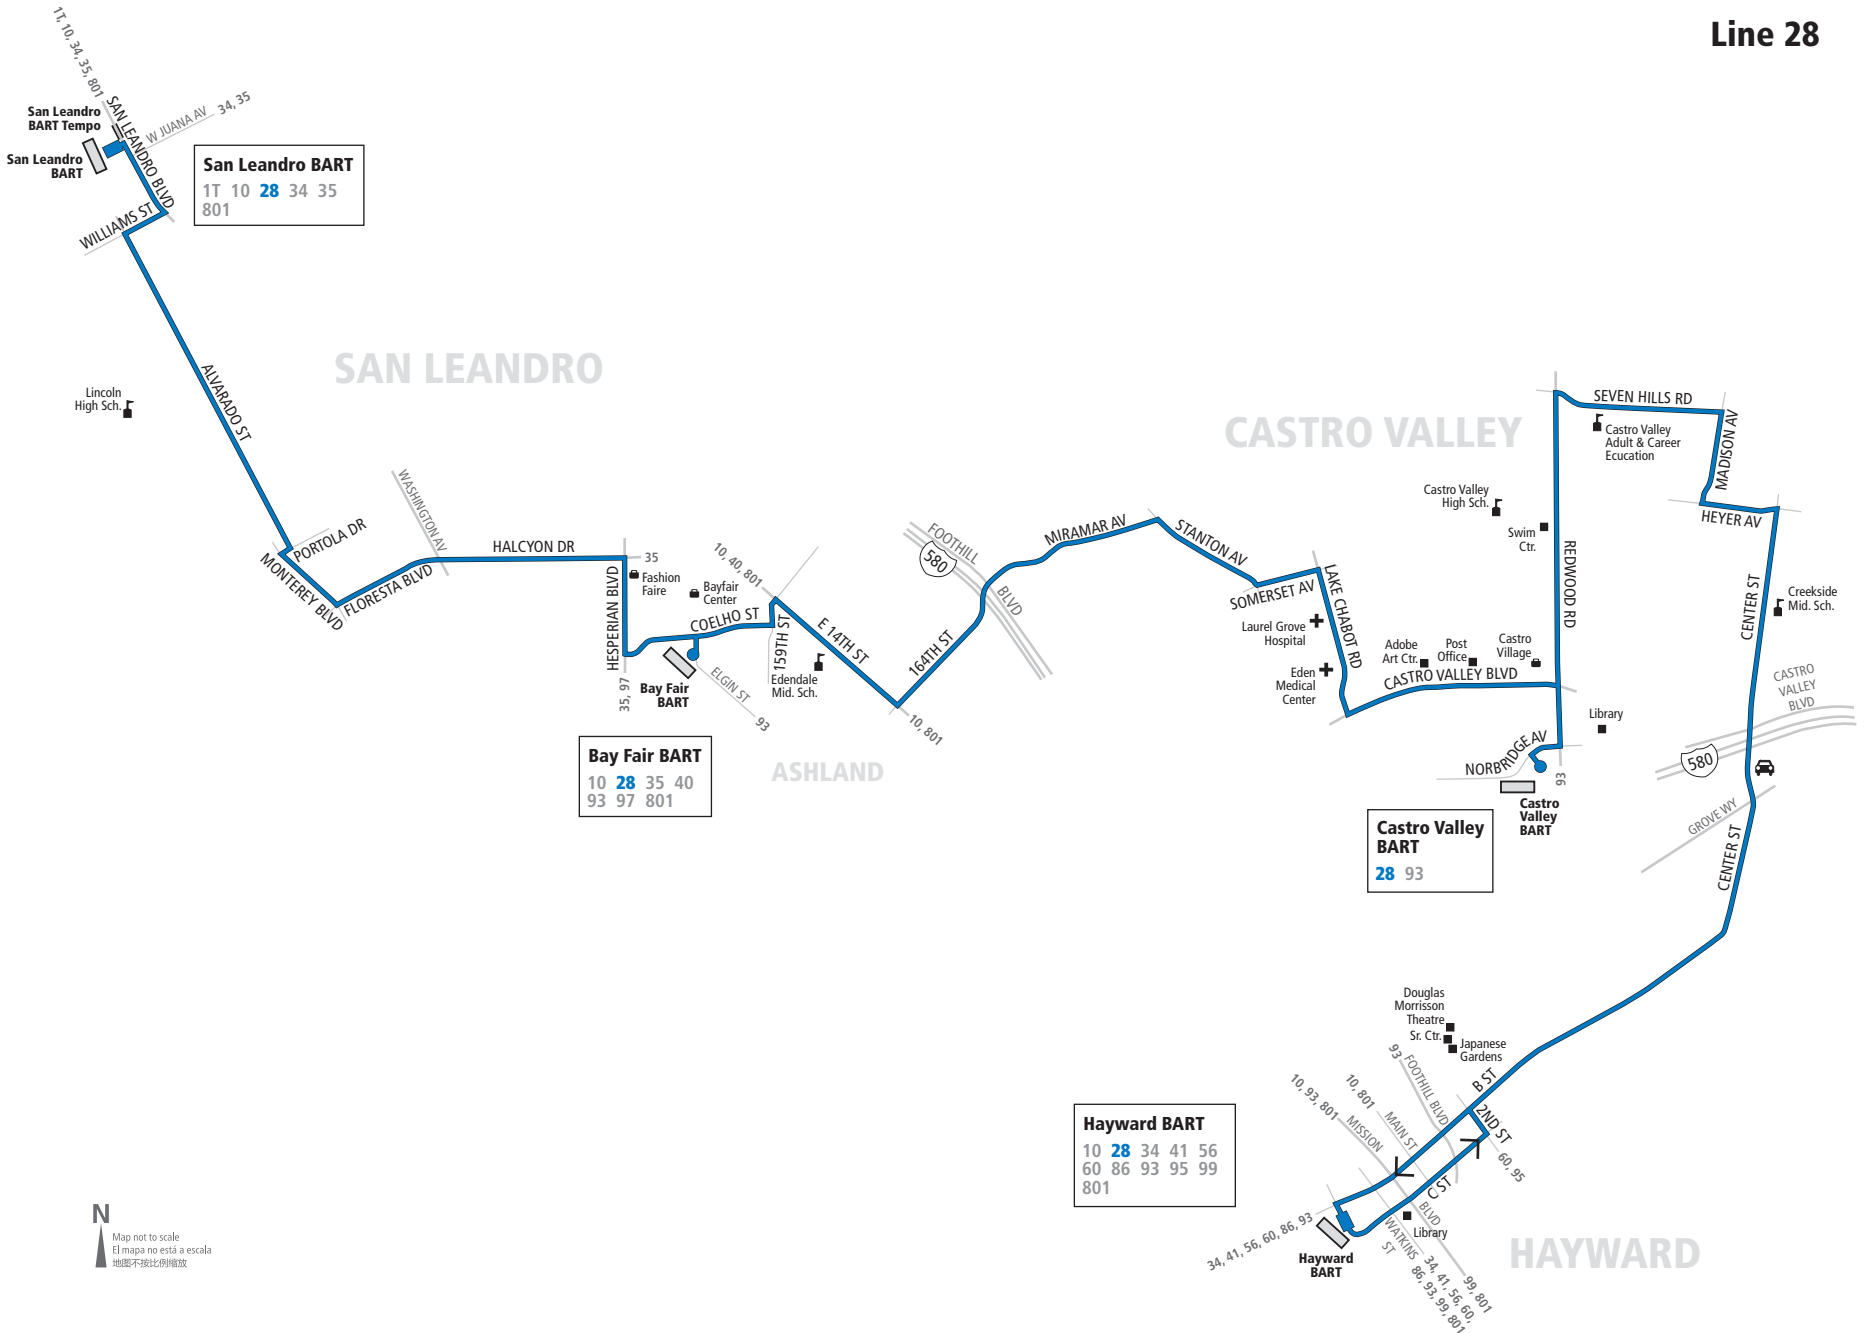 Line 28
1T, 10, 34, 35, 801
San Leandro
BART Tempo
San Leandro
BART
SAN LEANDRO BLVD
W JUANA AV
34, 35
WILLIAMS ST
San Leandro BART
1T 10 28 34 35
801
SAN LEANDRO
Lincoln
High Sch.
ALVARADO ST
PORTOLA DR
MONTEREY BLVD
FLORESTA BLVD
WASHINGTON AV
HALCYON DR
35
HESPERIAN BLVD
Fashion
Faire
Bayfair
Center
10, 40, 801
COELHO ST
159TH ST
E 14TH ST
Edendale
Mid. Sch.
Bay Fair
BART
ELGIN ST
93
35, 97
Bay Fair BART
10 28 35 40
93 97 801
ASHLAND
10, 801
164TH ST
FOOTHILL
BLVD
580
MIRAMAR AV
STANTON AV
SOMERSET AV
CASTRO VALLEY
LAKE CHABOT RD
Laurel Grove
Hospital
Eden
Medical
Center
Adobe
Art Ctr.
Post
Office
Castro
Village
CASTRO VALLEY BLVD
Castro Valley
High Sch.
Swim
Ctr.
REDWOOD RD
SEVEN HILLS RD
Castro Valley
Adult & Career
Ecucation
MADISON AV
HEYER AV
CENTER ST
Creekside
Mid. Sch.
CASTRO
VALLEY
BLVD
580
Library
NORBRIDGE AV
93
Castro
Valley
BART
Castro Valley
BART
28 93
GROVE WY
CENTER ST
Douglas
Morrisson
Theatre
Sr. Ctr.
Japanese
Gardens
93
FOOTHILL BLVD
B ST
2ND ST
60, 95
10, 801
MAIN ST
10, 93, 801
MISSION
BLVD
C ST
Library
WATKINS
ST
34, 41, 56, 60,
86, 93, 99, 801
99, 801
34, 41, 56, 60, 86, 93
Hayward
BART
Hayward BART
10 28 34 41 56
60 86 93 95 99
801
HAYWARD
N
Map not to scale
El mapa no está a escala
地图不按比例缩放